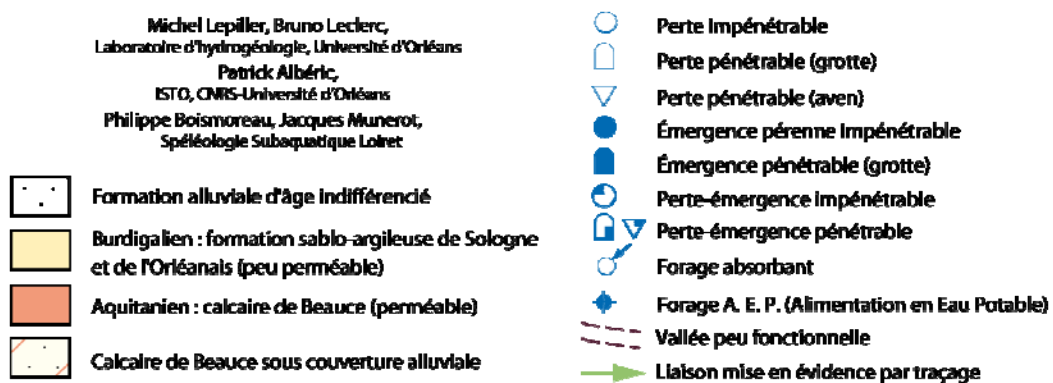 Michel Lepiller, Bruno Leclerc,
Laboratoire d'hydrogéologie, Université d'Orléans
Patrick Albéric,
ISTO, CNRS-Université d'Orléans
Philippe Boismoreau, Jacques Munerot,
Spéléologie Subaquatique Loiret
Formation alluviale d'âge indifférencié
Burdigalien : formation sablo-argileuse de Sologne
et de l'Orléanais (peu perméable)
Aquitanien : calcaire de Beauce (perméable)
Calcaire de Beauce sous couverture alluviale
Perte impénétrable
Perte pénétrable (grotte)
Perte pénétrable (aven)
Émergence pérenne impénétrable
Émergence pénétrable (grotte)
Perte-émergence impénétrable
Perte-émergence pénétrable
Forage absorbant
Forage A. E. P. (Alimentation en Eau Potable)
Vallée peu fonctionnelle
Liaison mise en évidence par traçage